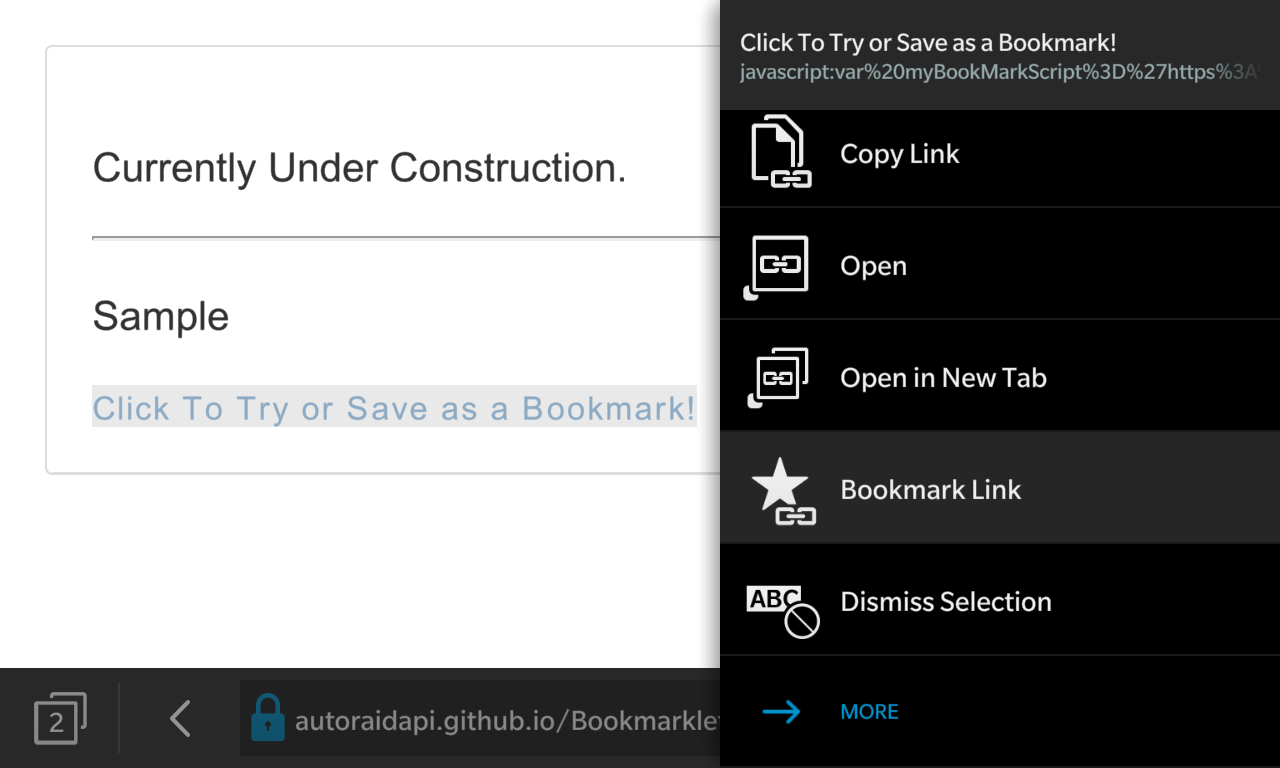 Currently Under Construction.
Sample
Click To Try or Save as a Bookmark!
2
autoraidapi.github.io/Bookmarkle
Click To Try or Save as a Bookmark!
javascript:var%20myBookMarkScript%3D%27https%3A
Copy Link
Open
Open in New Tab
Bookmark Link
ABC
Dismiss Selection
MORE